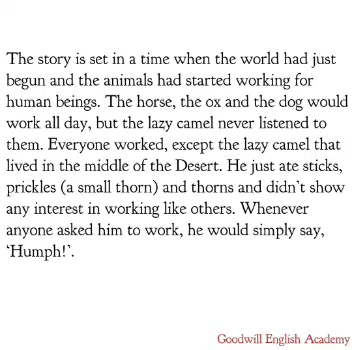 The story is set in a time when the world had just
begun and the animals had started working for
human beings. The horse, the ox and the dog would
work all day, but the lazy camel never listened to
them. Everyone worked, except the lazy camel that
lived in the middle of the Desert. He just ate sticks,
prickles (a small thorn) and thorns and didn't show
any interest in working like others. Whenever
anyone asked him to work, he would simply say,
‘Humph!’.
Goodwill English Academy